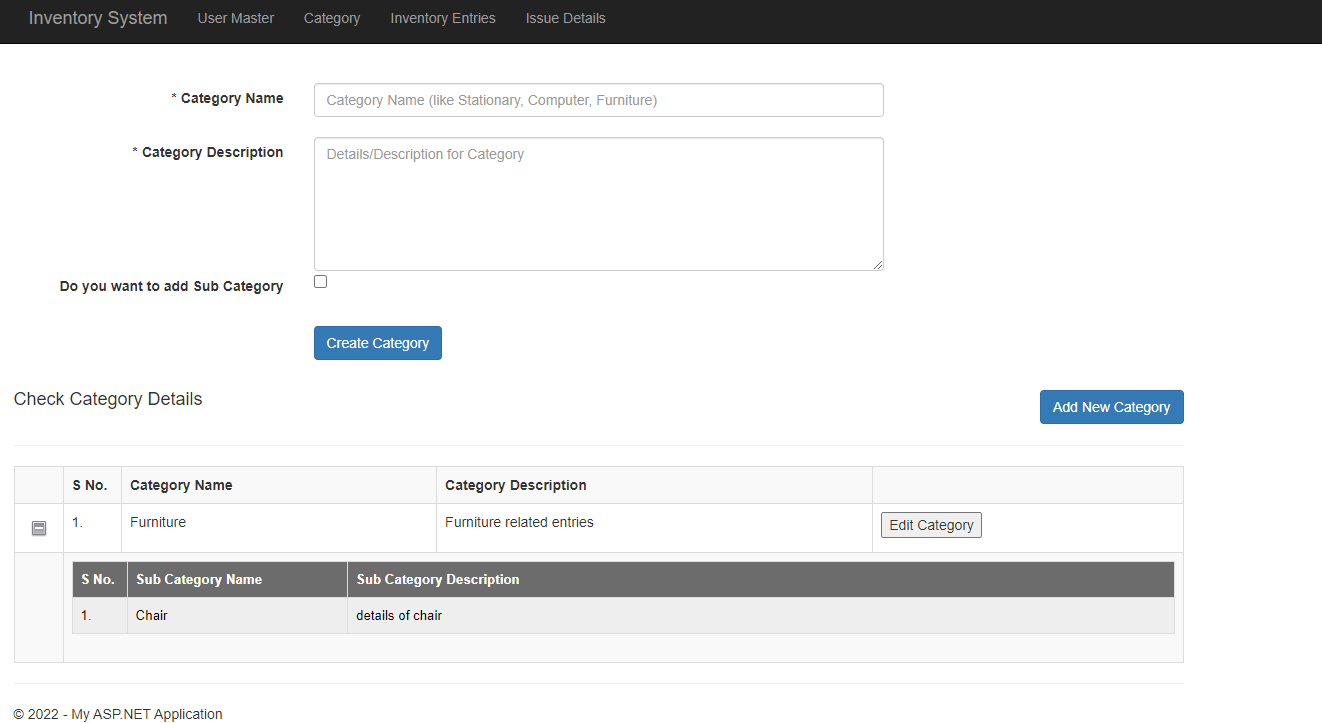 Inventory System User Master Category Inventory Entries Issue Details
* Category Name Category Name (like Stationary, Computer, Furniture)
* Category Description Details/Description for Category
Do you want to add Sub Category
Create Category
Check Category Details Add New Category
S No. Category Name Category Description
1. Furniture Furniture related entries Edit Category
S No. Sub Category Name Sub Category Description
1. Chair details of chair
© 2022 - My ASP.NET Application